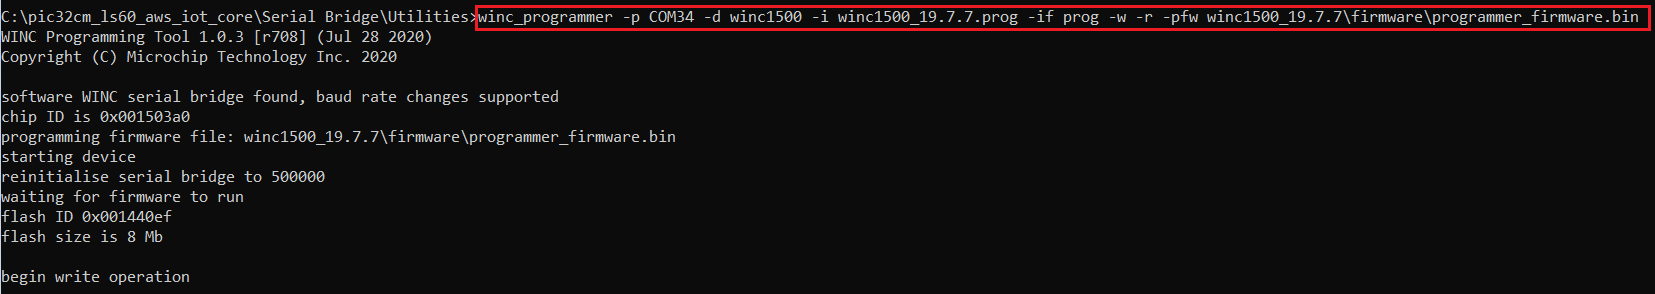 C:\pic32cm_ls60_aws_iot_core\Serial Bridge\Utilities>winc_programmer -p COM34 -d winc1500 -i winc1500_19.7.7.prog -if prog -w -r -pfw winc1500_19.7.7\firmware\programmer_firmware.bin
WINC Programming Tool 1.0.3 [r708] (Jul 28 2020)
Copyright (C) Microchip Technology Inc. 2020
software WINC serial bridge found, baud rate changes supported
chip ID is 0x001503a0
programming firmware file: winc1500_19.7.7\firmware\programmer_firmware.bin
starting device
reinitialise serial bridge to 500000
waiting for firmware to run
flash ID 0x001440ef
flash size is 8 Mb
begin write operation